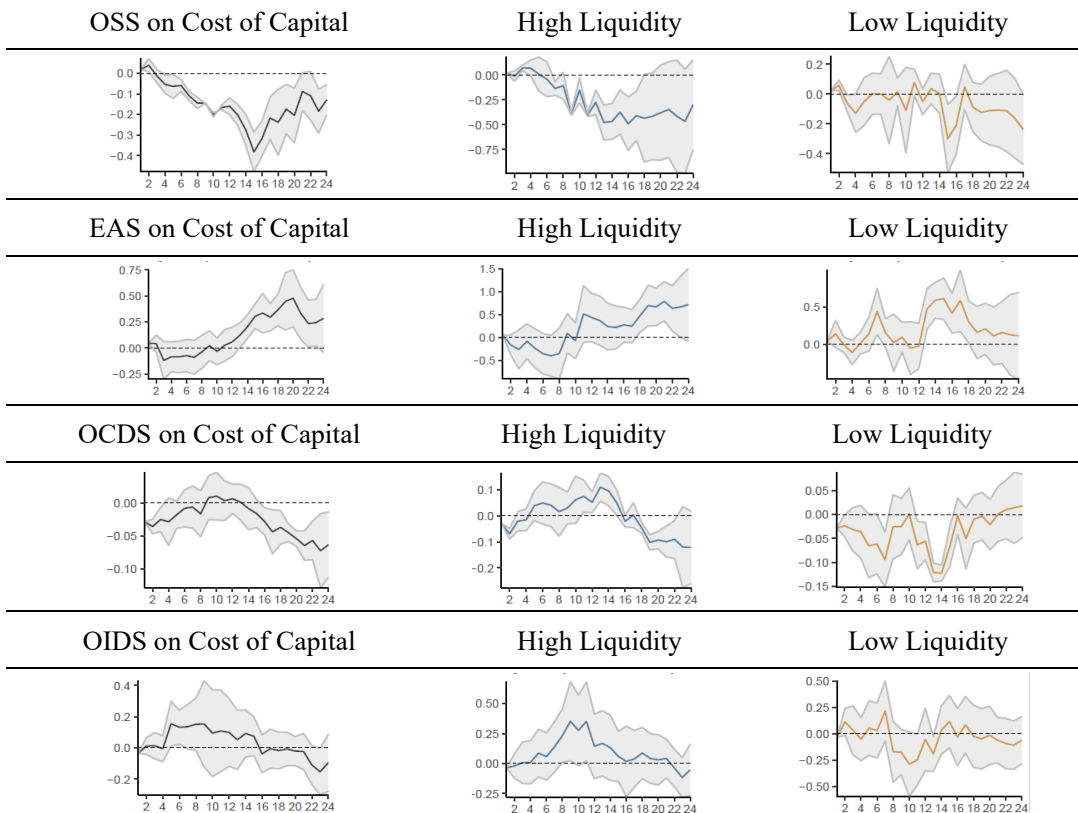 OSS on Cost of Capital High Liquidity Low Liquidity
0.0 0.00 0.2
−0.1 −0.25 0.0
−0.2 −0.50 −0.2
−0.3 −0.75 −0.4
−0.4
2 4 6 8 10 12 14 16 18 20 22 24 2 4 6 8 10 12 14 16 18 20 22 24 2 4 6 8 10 12 14 16 18 20 22 24
EAS on Cost of Capital High Liquidity Low Liquidity
0.75 1.5
0.50 1.0 0.5
0.25 0.5
0.00 0.0 0.0
−0.25 −0.5
2 4 6 8 10 12 14 16 18 20 22 24 2 4 6 8 10 12 14 16 18 20 22 24 2 4 6 8 10 12 14 16 18 20 22 24
OCDS on Cost of Capital High Liquidity Low Liquidity
0.00 0.1 0.05
−0.05 0.0 0.00
−0.10 −0.1 −0.05
−0.2 −0.10
−0.15
2 4 6 8 10 12 14 16 18 20 22 24 2 4 6 8 10 12 14 16 18 20 22 24 2 4 6 8 10 12 14 16 18 20 22 24
OIDS on Cost of Capital High Liquidity Low Liquidity
0.4 0.50 0.50
0.2 0.25 0.25
0.0 0.00 0.00
−0.2 −0.25 −0.25
−0.50
2 4 6 8 10 12 14 16 18 20 22 24 2 4 6 8 10 12 14 16 18 20 22 24 2 4 6 8 10 12 14 16 18 20 22 24